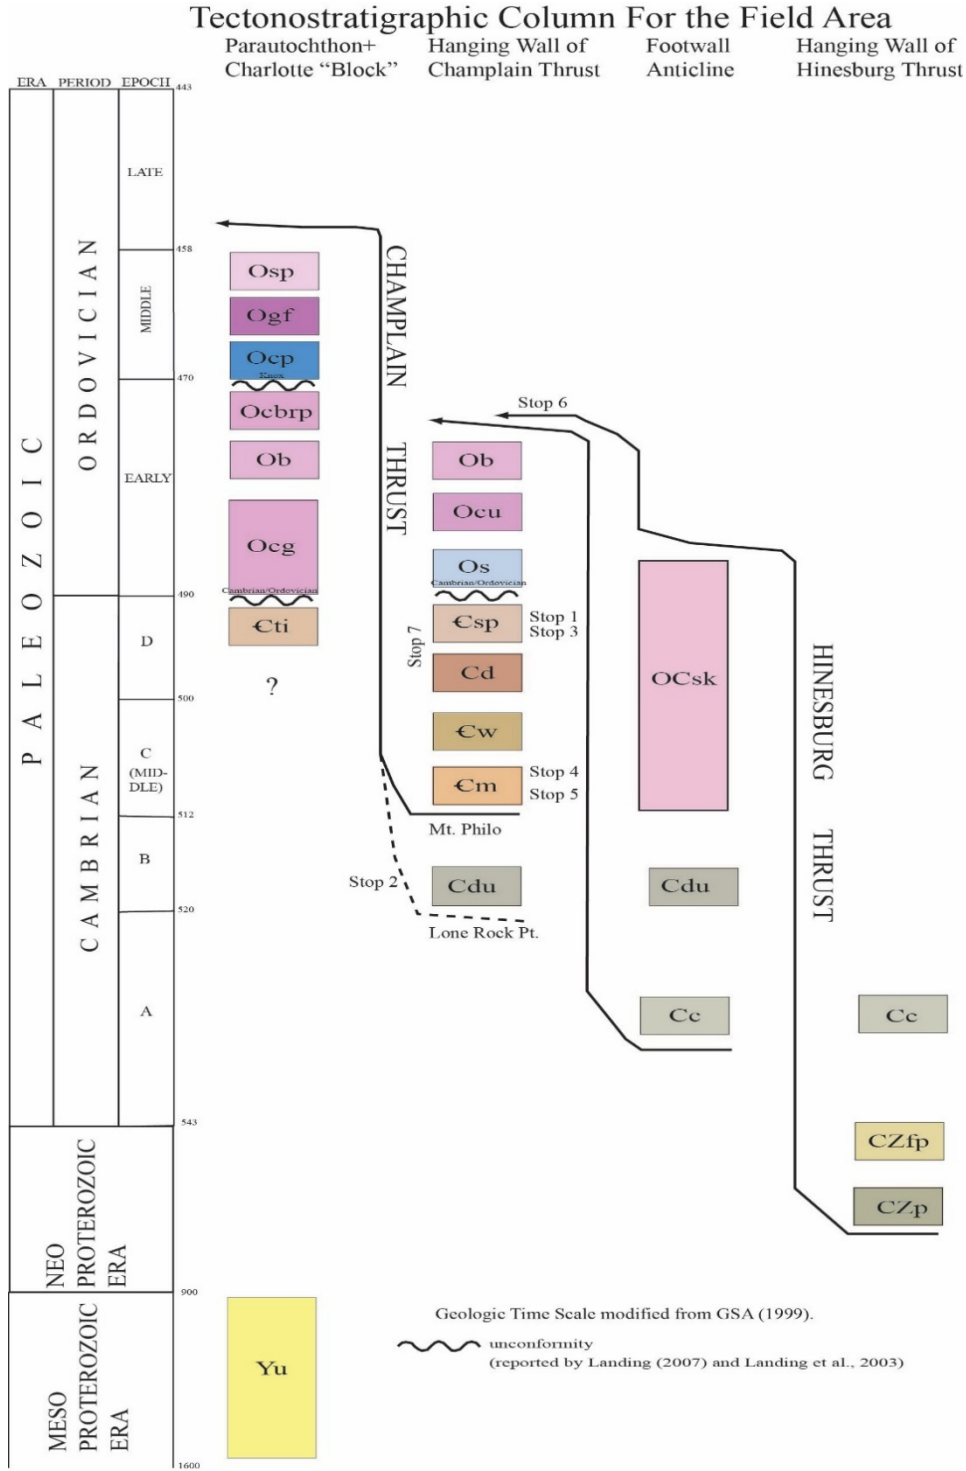 Tectonostratigraphic Column For the Field Area
Parautochthon+
Charlotte “Block”
Hanging Wall of
Champlain Thrust
Footwall
Anticline
Hanging Wall of
Hinesburg Thrust
ERA PERIOD EPOCH
443
LATE
458
MIDDLE
470
EARLY
490
D
500
C
(MID-
DLE)
512
B
520
A
543
900
1600
PALEOZOIC
ORDOVICIAN
CAMBRIAN
NEO
PROTEROZOIC
ERA
MESO
PROTEROZOIC
ERA
Osp
Ogf
Ocp
Knox
Ocbrp
Ob
Ocg
Cambrian/Ordovician
Єti
?
Yu
CHAMPLAIN
THRUST
Ob
Ocu
Os
Cambrian/Ordovician
Єsp
Stop 1
Stop 3
Stop 7
Cd
Єw
Єm
Stop 4
Stop 5
Mt. Philo
Stop 2
Cdu
Lone Rock Pt.
Stop 6
OCsk
Cdu
Cc
HINESBURG
THRUST
Cc
CZfp
CZp
Geologic Time Scale modified from GSA (1999).
unconformity
(reported by Landing (2007) and Landing et al., 2003)